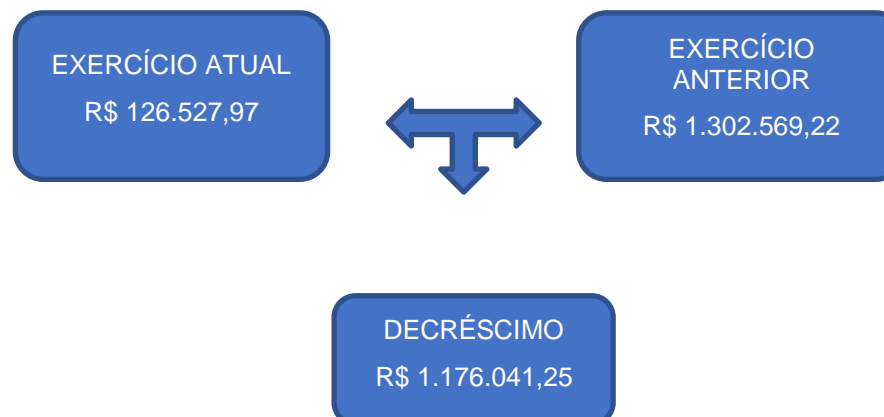 EXERCÍCIO ATUAL
R$ 126.527,97
EXERCÍCIO
ANTERIOR
R$ 1.302.569,22
DECRÉSCIMO
R$ 1.176.041,25